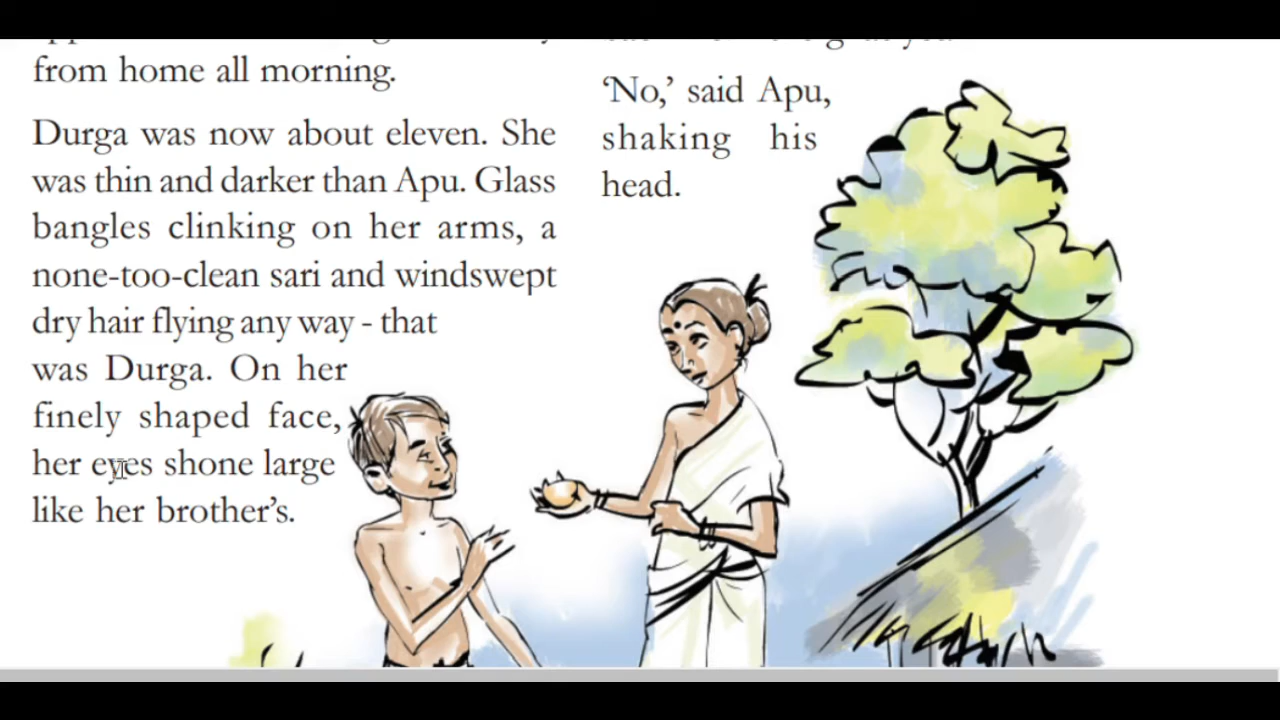 from home all morning.
Durga was now about eleven. She
was thin and darker than Apu. Glass
bangles clinking on her arms, a
none-too-clean sari and windswept
dry hair flying any way - that
was Durga. On her
finely shaped face,
her eyes shone large
like her brother's.
‘No,’ said Apu,
shaking his
head.